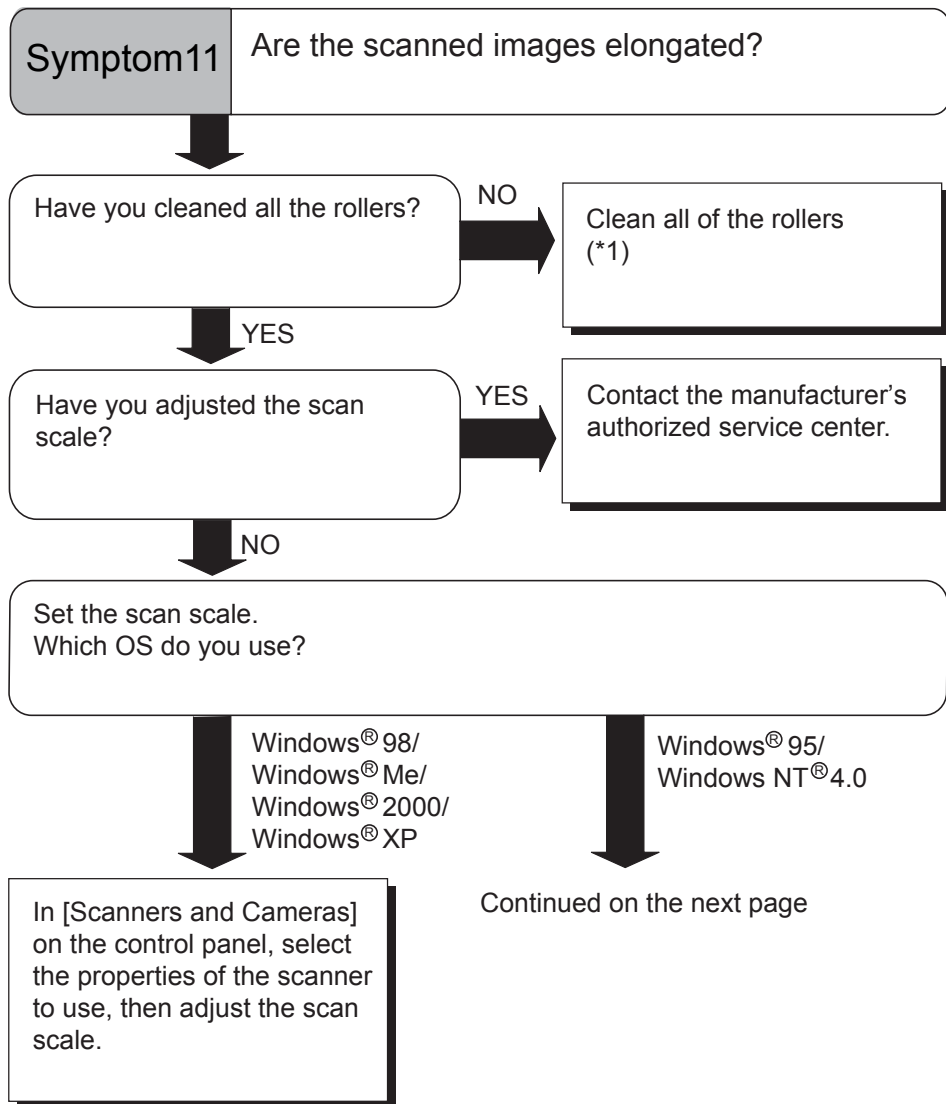 Symptom11
Are the scanned images elongated?
Have you cleaned all the rollers?
NO
Clean all of the rollers
(*1)
YES
Have you adjusted the scan
scale?
YES
Contact the manufacturer’s
authorized service center.
NO
Set the scan scale.
Which OS do you use?
Windows® 98/
Windows® Me/
Windows® 2000/
Windows® XP
Windows® 95/
Windows NT® 4.0
In [Scanners and Cameras]
on the control panel, select
the properties of the scanner
to use, then adjust the scan
scale.
Continued on the next page